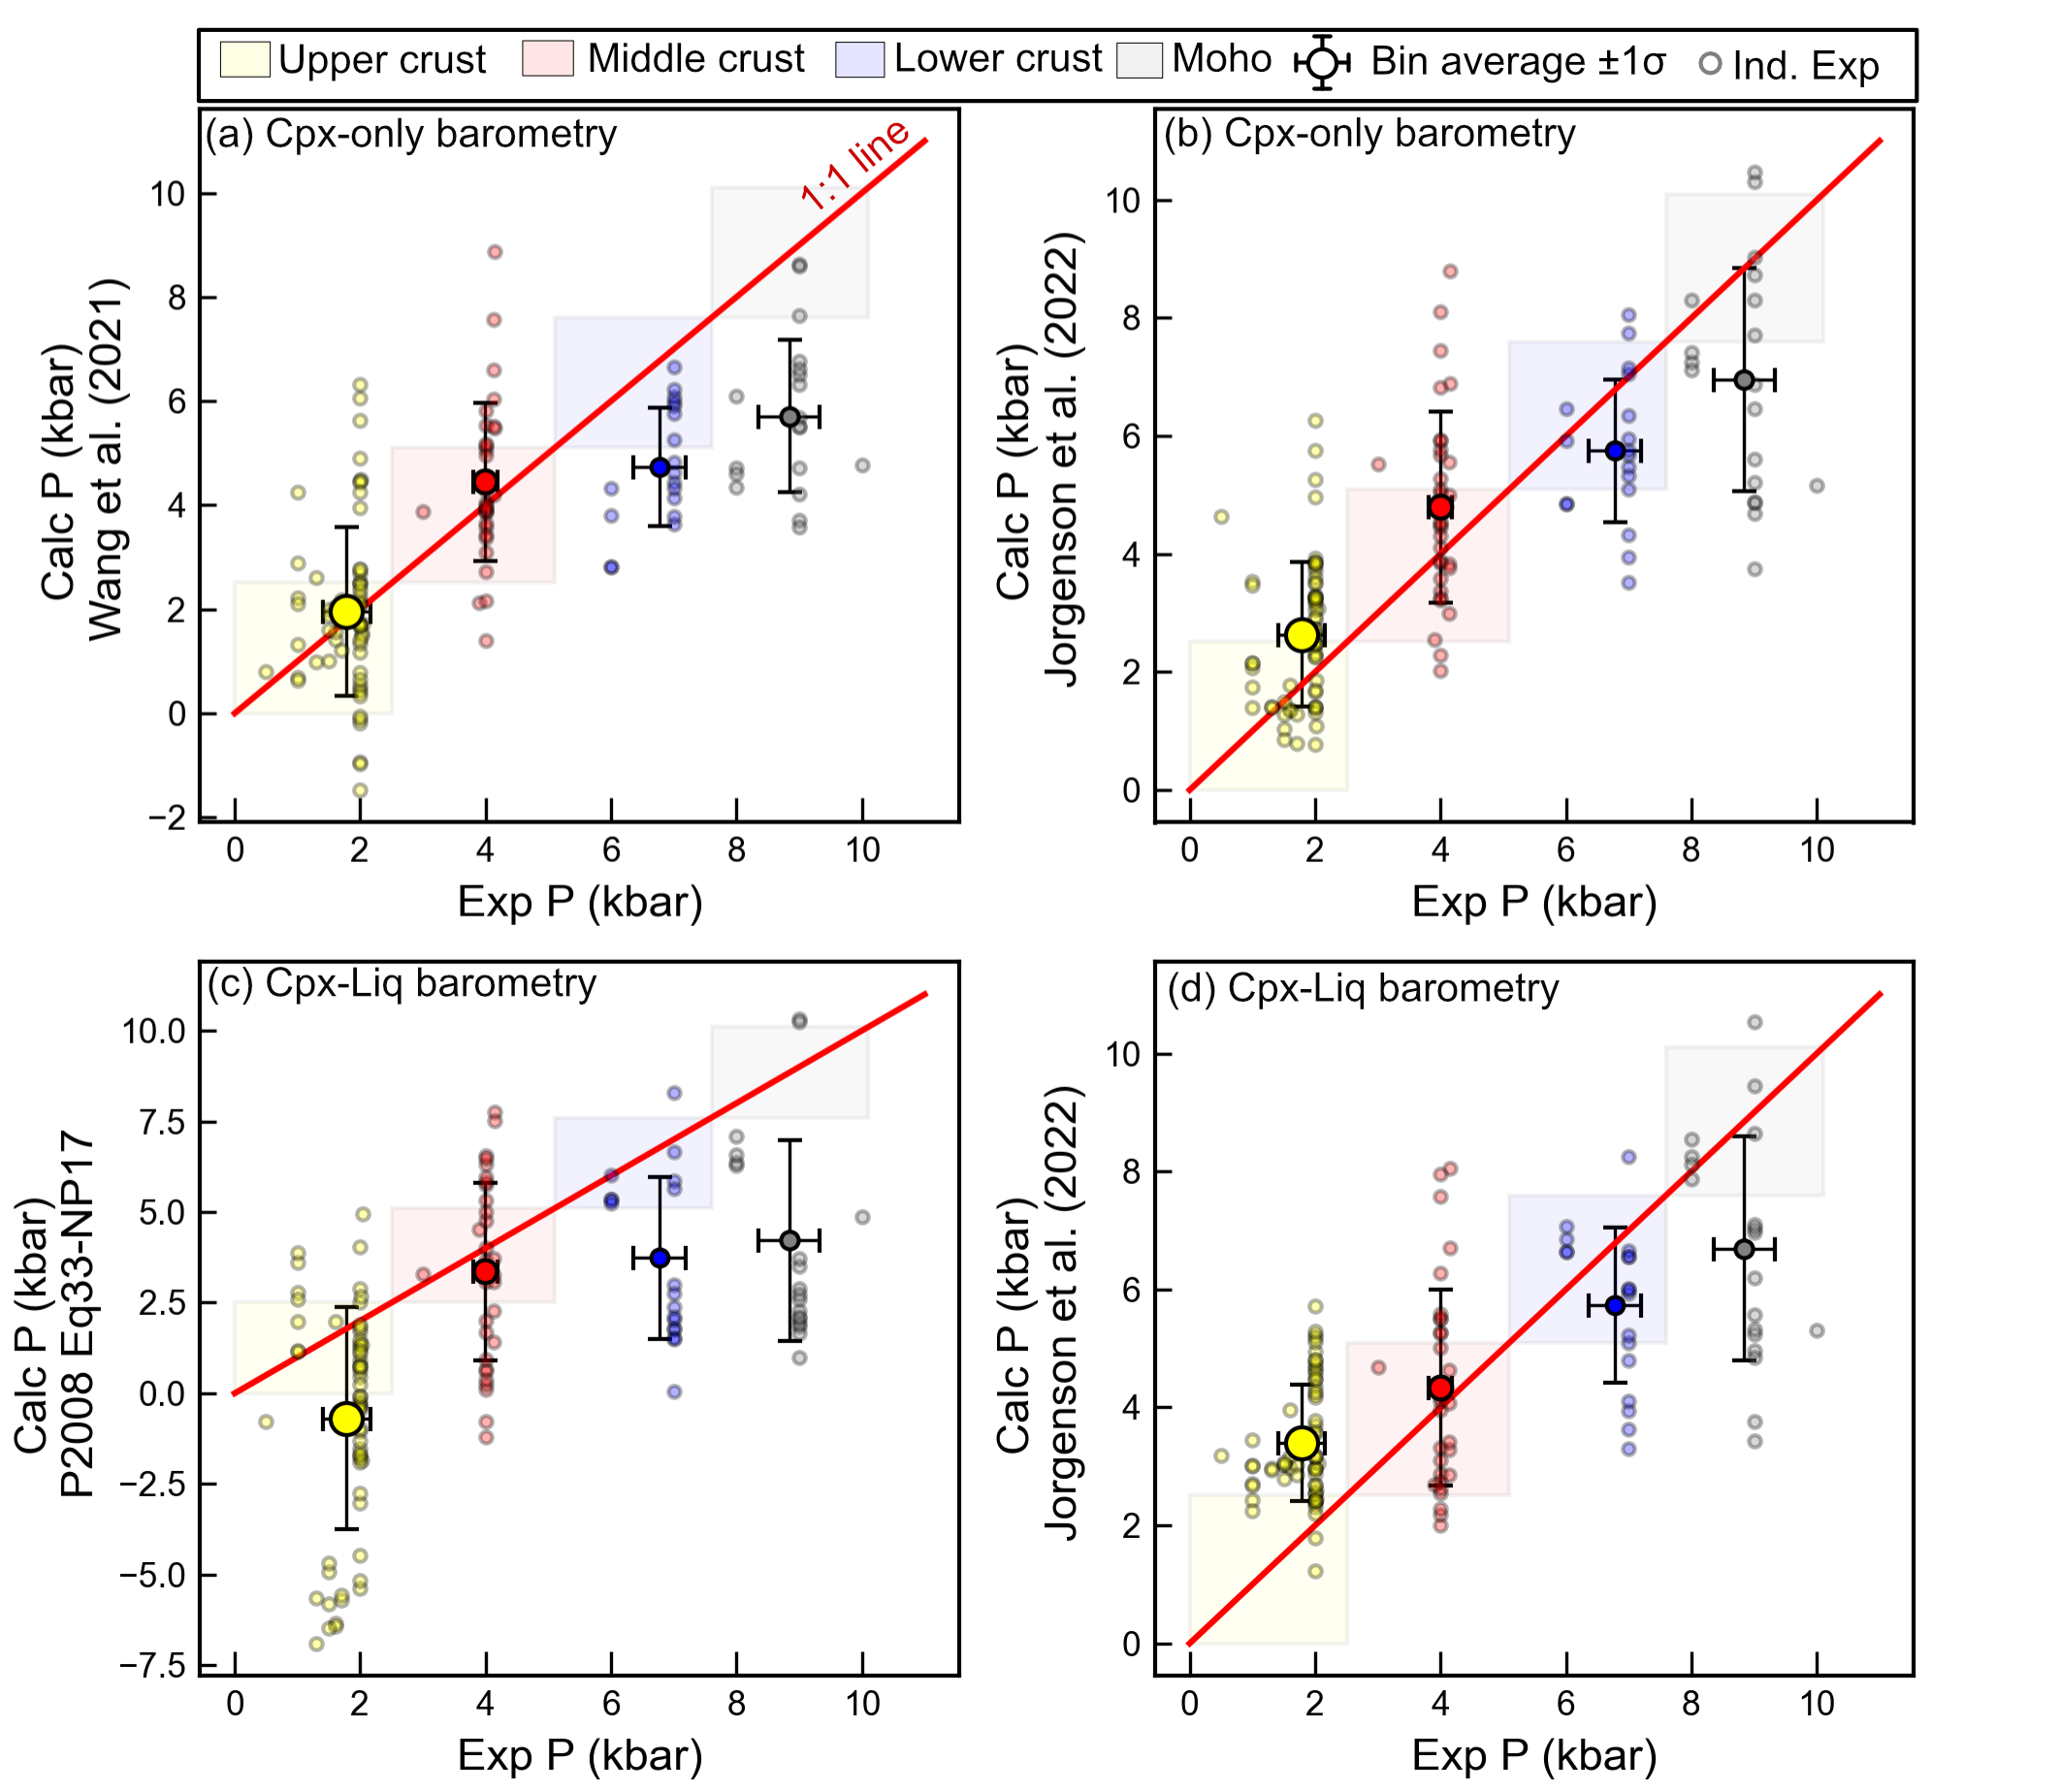 Upper crust Middle crust Lower crust Moho Bin average ±1σ Ind. Exp
(a) Cpx-only barometry
1:1 line
Calc P (kbar)
Wang et al. (2021)
10
8
6
4
2
0
−2
0 2 4 6 8 10
Exp P (kbar)
(b) Cpx-only barometry
Calc P (kbar)
Jorgenson et al. (2022)
10
8
6
4
2
0
0 2 4 6 8 10
Exp P (kbar)
(c) Cpx-Liq barometry
Calc P (kbar)
P2008 Eq33-NP17
10.0
7.5
5.0
2.5
0.0
−2.5
−5.0
−7.5
0 2 4 6 8 10
Exp P (kbar)
(d) Cpx-Liq barometry
Calc P (kbar)
Jorgenson et al. (2022)
10
8
6
4
2
0
0 2 4 6 8 10
Exp P (kbar)